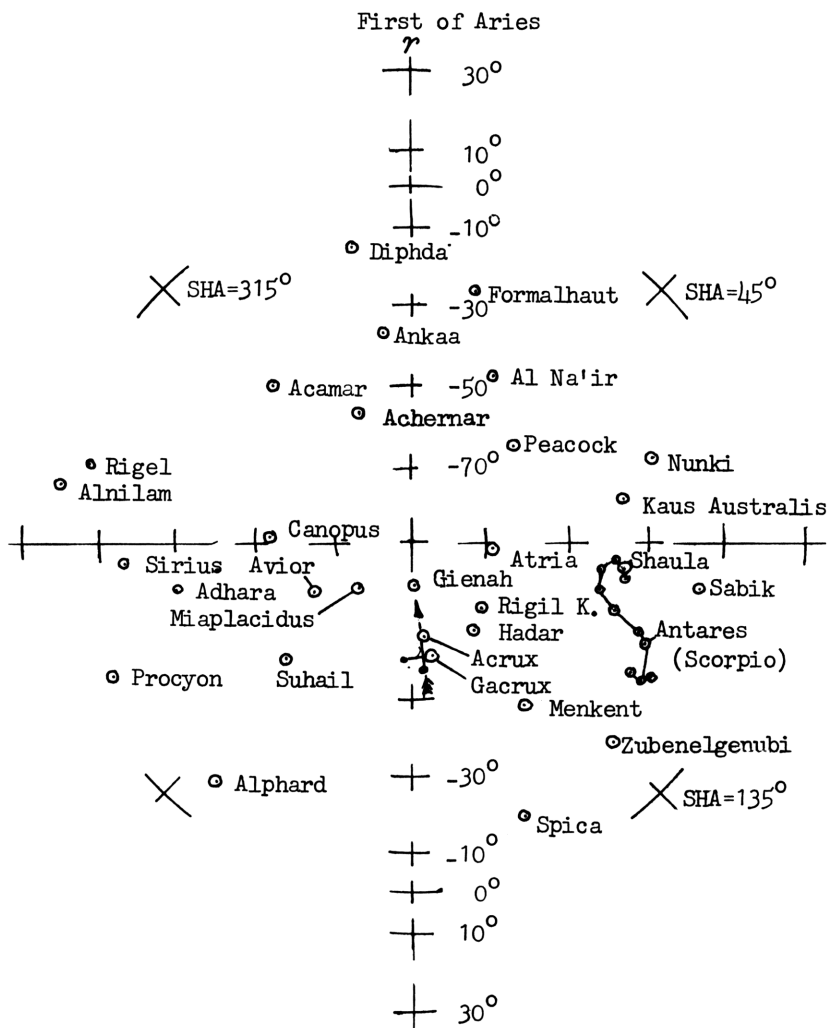 First of Aries
♈
30°
10°
0°
-10°
Diphda
SHA=315°
Formalhaut
SHA=45°
-30°
Ankaa
Al Na'ir
Acamar
-50°
Achernar
Peacock
Rigel
-70°
Nunki
Alnilam
Kaus Australis
Canopus
Sirius
Avior
Atria
Shaula
Adhara
Gienah
Sabik
Miaplacidus
Rigil K.
Hadar
Antares
(Scorpio)
Acrux
Procyon
Suhail
Gacrux
Menkent
Zubenelgenubi
Alphard
-30°
SHA=135°
Spica
-10°
0°
10°
30°